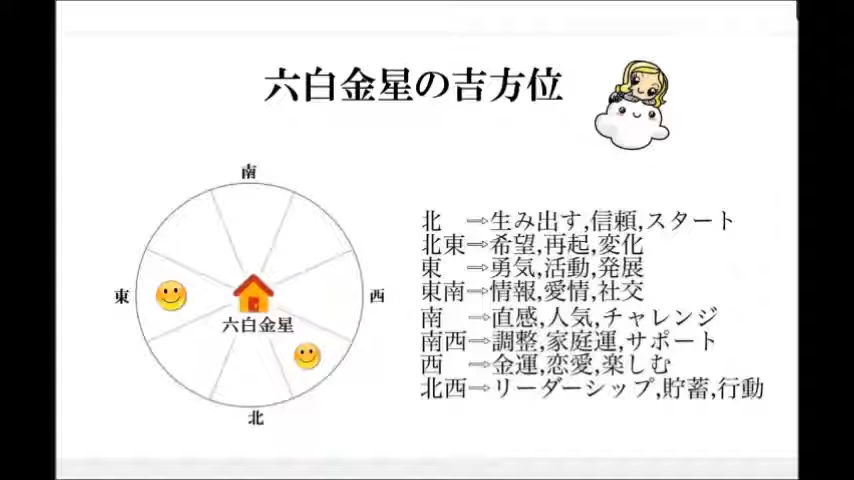 六白金星の吉方位
南
東
西
六白金星
北
北 ⇨生み出す,信頼,スタート
北東⇨希望,再起,変化
東 ⇨勇気,活動,発展
東南⇨情報,愛情,社交
南 ⇨直感,人気,チャレンジ
南西⇨調整,家庭運,サポート
西 ⇨金運,恋愛,楽しむ
北西⇨リーダーシップ,貯蓄,行動